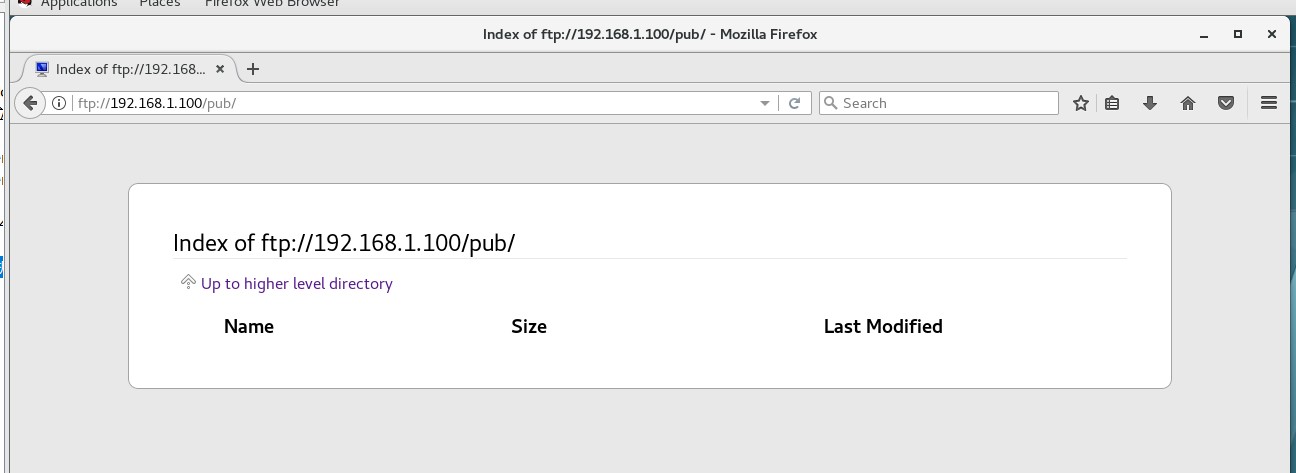 Applications Places Firefox Web Browser
Index of ftp://192.168.1.100/pub/ - Mozilla Firefox
Index of ftp://192.168...
ftp://192.168.1.100/pub/ Search
Index of ftp://192.168.1.100/pub/
Up to higher level directory
Name Size Last Modified